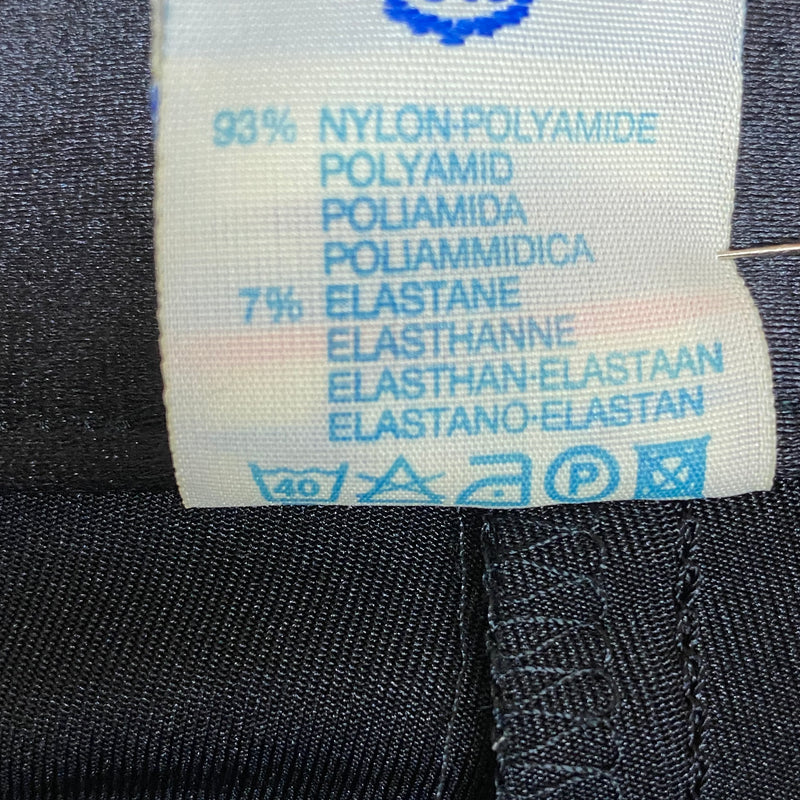 93% NYLON-POLYAMIDE
POLYAMID
POLIAMIDA
POLIAMMIDICA
7% ELASTANE
ELASTHANNE
ELASTHAN-ELASTAAN
ELASTANO-ELASTAN
40 P